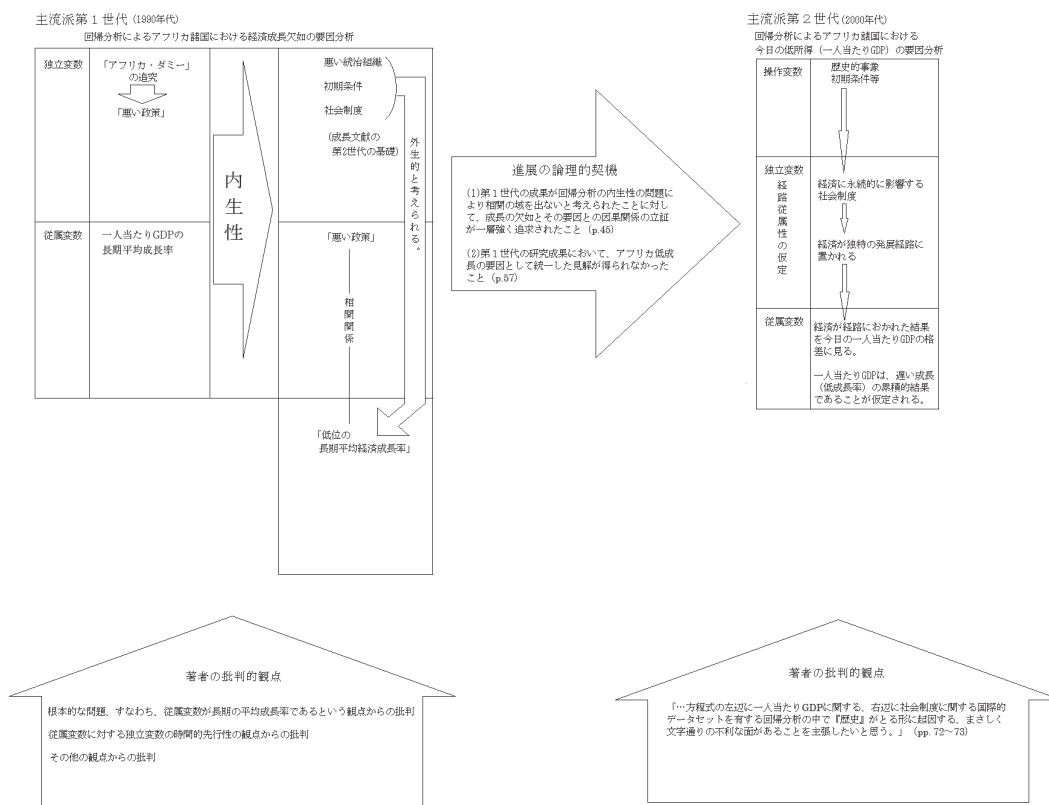 主流派第1世代 (1990年代)
回帰分析によるアフリカ諸国における経済成長欠如の要因分析
独立変数
「アフリカ・ダミー」
の追究
「悪い政策」
従属変数
一人当たりGDPの
長期平均成長率
内生性
悪い統治組織
初期条件
社会制度
(成長文献の
第2世代の基礎)
外生的と考えられる。
「悪い政策」
相関関係
「低位の
長期平均経済成長率」
進展の論理的契機
(1)第1世代の成果が回帰分析の内生性の問題に
より相関の域を出ないと考えられたことに対し
て、成長の欠如とその要因との因果関係の立証
が一層強く追求されたこと (p.45)
(2)第1世代の研究成果において、アフリカ低成
長の要因として統一した見解が得られなかった
こと (p.57)
主流派第2世代(2000年代)
回帰分析によるアフリカ諸国における
今日の低所得(一人当たりGDP)の要因分析
操作変数
歴史的事象
初期条件等
独立変数
経路従属性の仮定
経済に永続的に影響する
社会制度
経済が独特の発展経路に
置かれる
従属変数
経済が経路におかれた結果
を今日の一人当たりGDPの格
差に見る。
一人当たりGDPは、遅い成長
(低成長率)の累積的結果
であることが仮定される。
著者の批判的観点
根本的な問題、すなわち、従属変数が長期の平均成長率であるという観点からの批判
従属変数に対する独立変数の時間的先行性の観点からの批判
その他の観点からの批判
著者の批判的観点
「…方程式の左辺に一人当たりGDPに関する、右辺に社会制度に関する国際的
データセットを有する回帰分析の中で『歴史』がとる形に起因する、まさしく
文字通りの不利な面があることを主張したいと思う。」 (pp. 72～73)